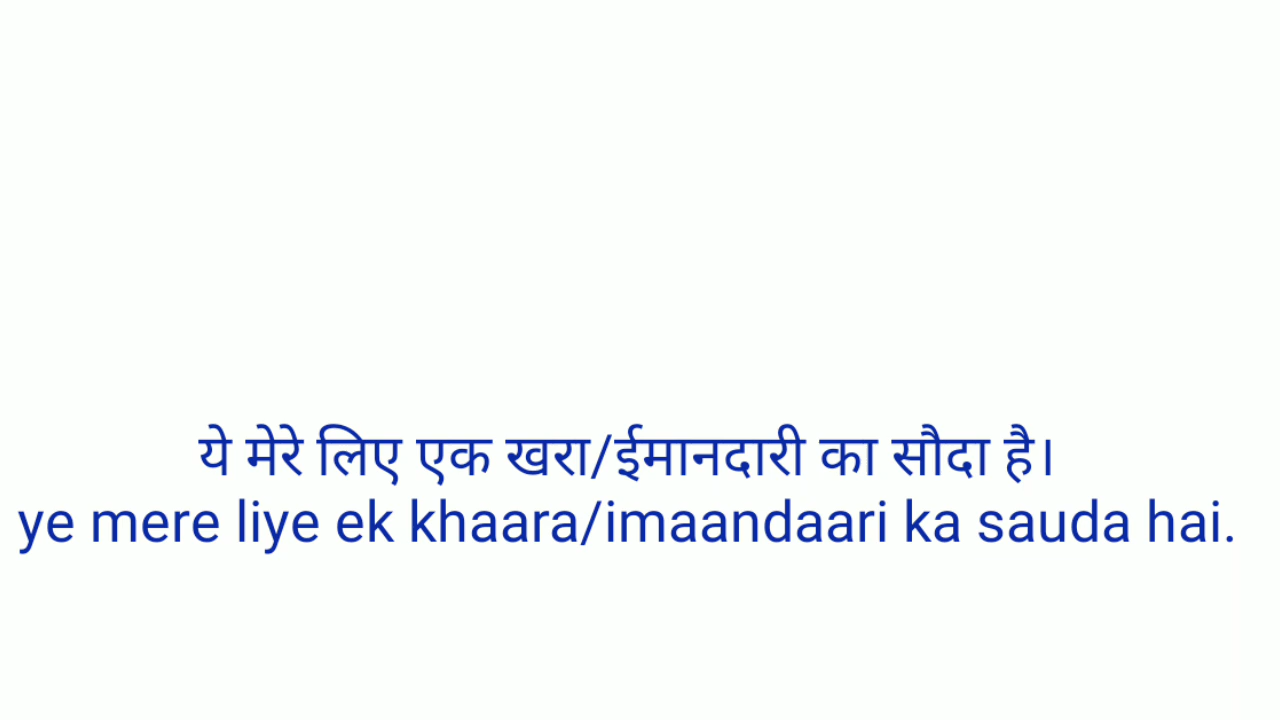 ये मेरे लिए एक खरा/ईमानदारी का सौदा है।
ye mere liye ek khaara/imaandaari ka sauda hai.